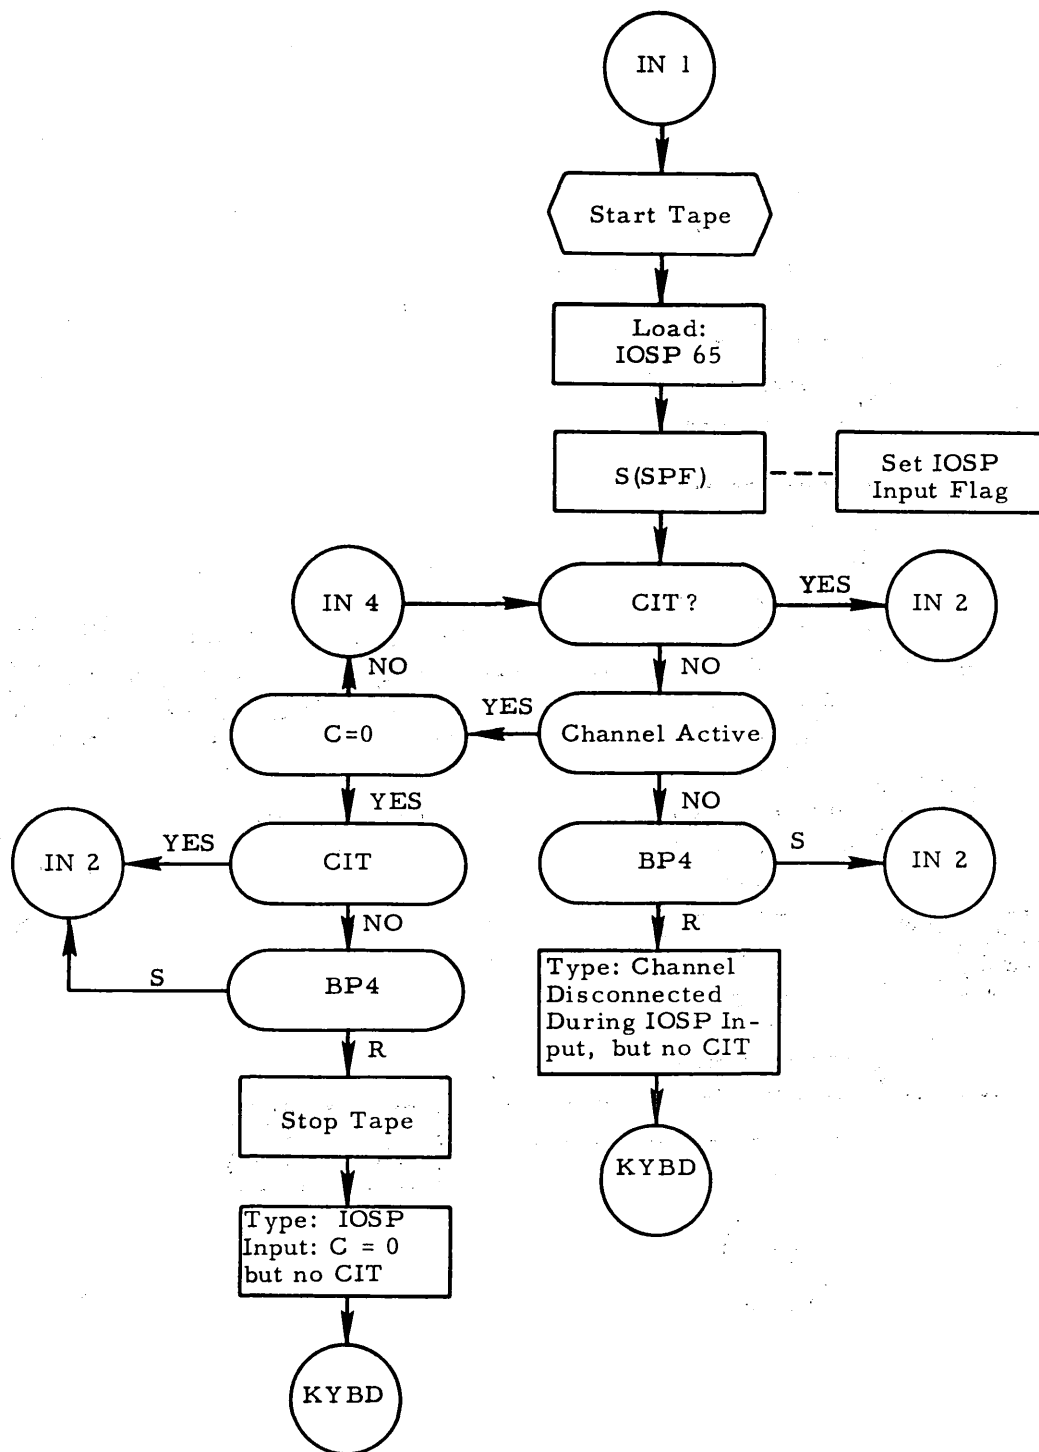 IN 1
Start Tape
Load:
IOSP 65
S(SPF)
Set IOSP
Input Flag
IN 4
CIT?
YES
IN 2
NO
NO
C=0
YES
Channel Active
YES
NO
IN 2
YES
CIT
BP4
S
IN 2
NO
R
S
BP4
Type: Channel
Disconnected
During IOSP In-
put, but no CIT
R
Stop Tape
KYBD
Type: IOSP
Input: C = 0
but no CIT
KYBD